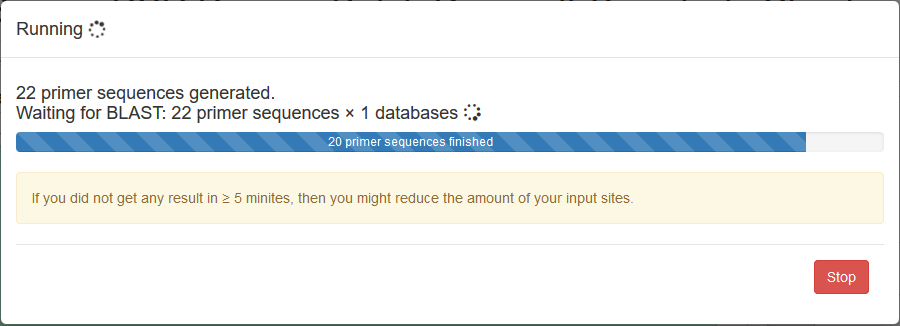 Running
22 primer sequences generated.
Waiting for BLAST: 22 primer sequences × 1 databases
20 primer sequences finished
If you did not get any result in ≥ 5 minites, then you might reduce the amount of your input sites.
Stop